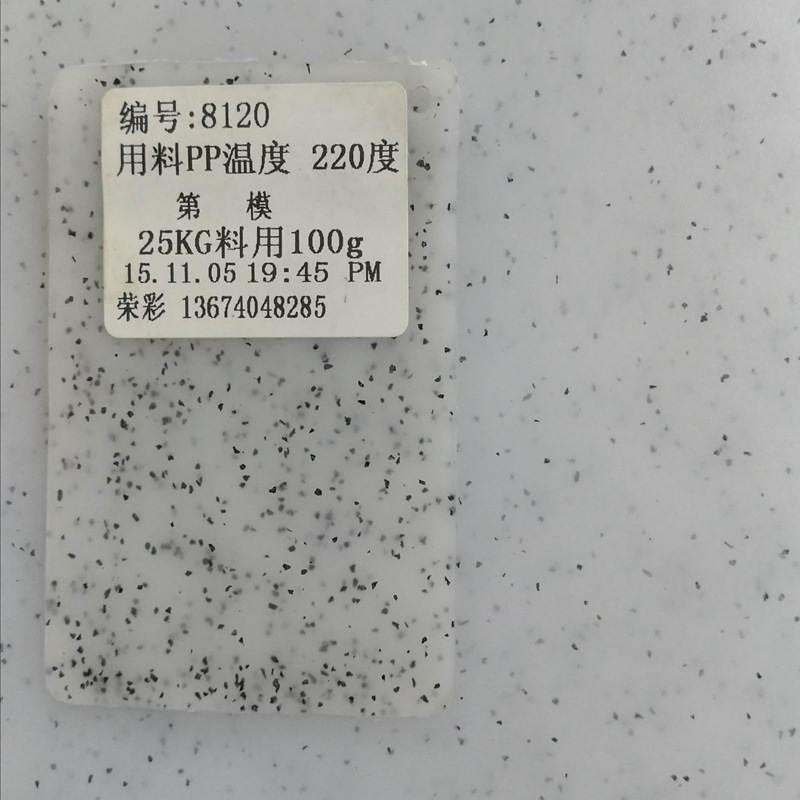 编号:8120
用料PP温度 220度
第 模
25KG料用100g
15.11.05 19:45 PM
荣彩 13674048285